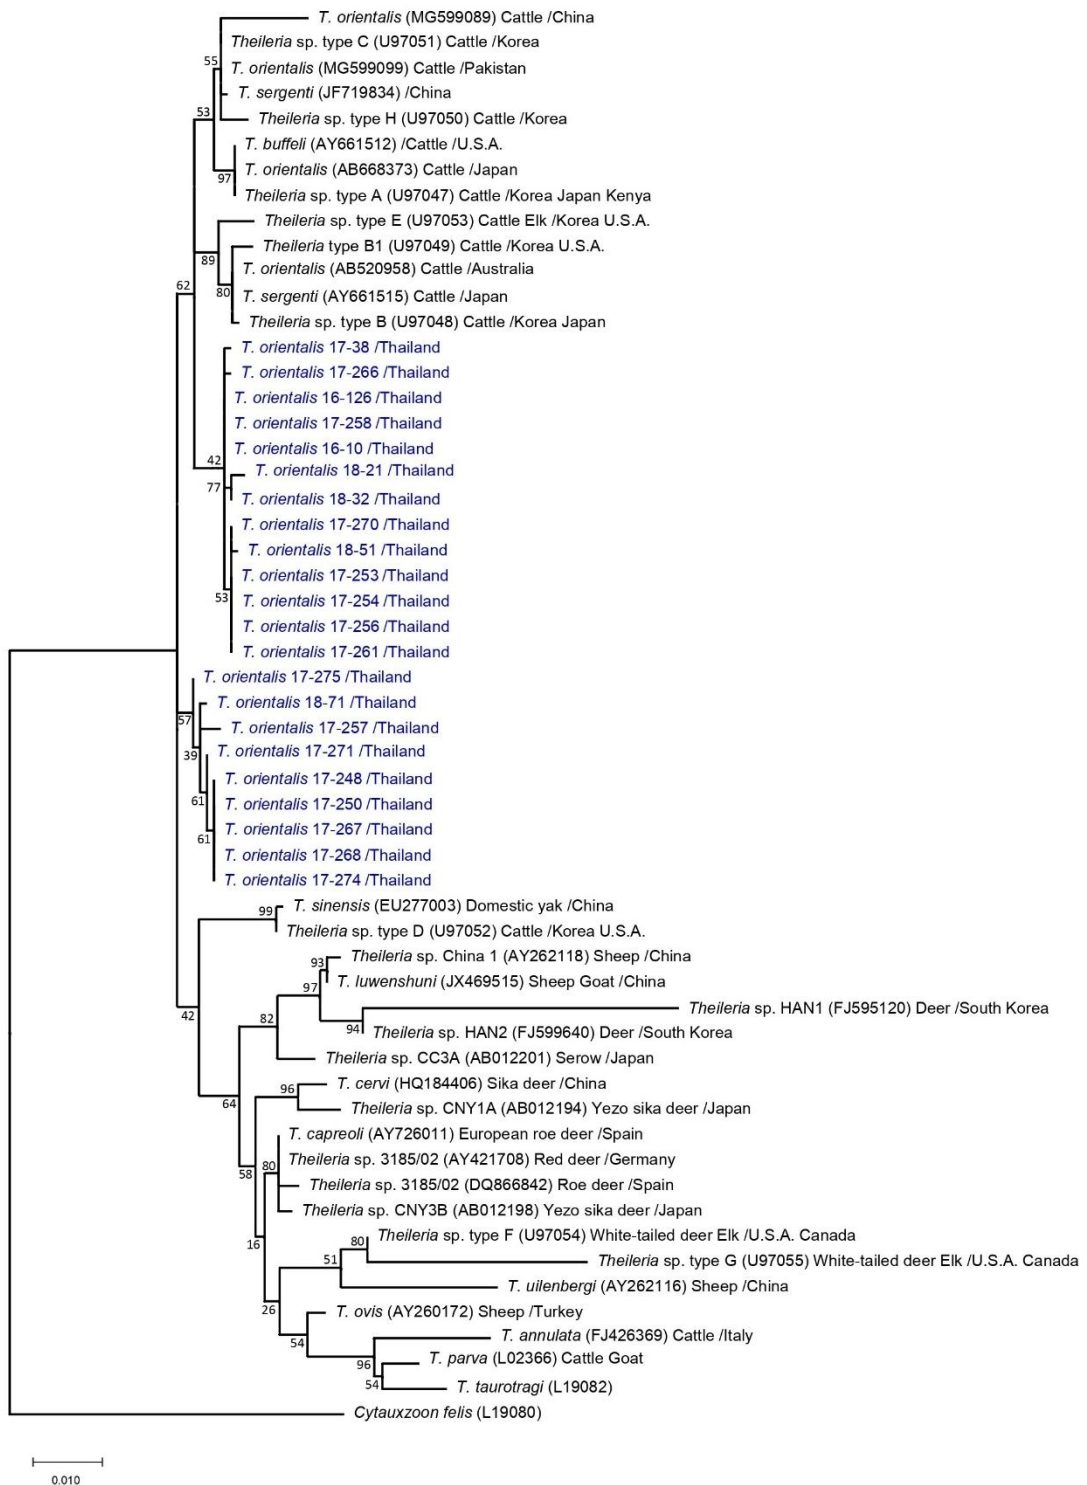 T. orientalis (MG599089) Cattle /China
Theileria sp. type C (U97051) Cattle /Korea
55
T. orientalis (MG599099) Cattle /Pakistan
T. sergenti (JF719834) /China
53
Theileria sp. type H (U97050) Cattle /Korea
T. buffeli (AY661512) /Cattle /U.S.A.
T. orientalis (AB668373) Cattle /Japan
97
Theileria sp. type A (U97047) Cattle /Korea Japan Kenya
Theileria sp. type E (U97053) Cattle Elk /Korea U.S.A.
Theileria type B1 (U97049) Cattle /Korea U.S.A.
89
T. orientalis (AB520958) Cattle /Australia
62
80
T. sergenti (AY661515) Cattle /Japan
Theileria sp. type B (U97048) Cattle /Korea Japan
T. orientalis 17-38 /Thailand
T. orientalis 17-266 /Thailand
T. orientalis 16-126 /Thailand
T. orientalis 17-258 /Thailand
T. orientalis 16-10 /Thailand
42
T. orientalis 18-21 /Thailand
77
T. orientalis 18-32 /Thailand
T. orientalis 17-270 /Thailand
T. orientalis 18-51 /Thailand
T. orientalis 17-253 /Thailand
53
T. orientalis 17-254 /Thailand
T. orientalis 17-256 /Thailand
T. orientalis 17-261 /Thailand
T. orientalis 17-275 /Thailand
T. orientalis 18-71 /Thailand
57
T. orientalis 17-257 /Thailand
39
T. orientalis 17-271 /Thailand
T. orientalis 17-248 /Thailand
61
T. orientalis 17-250 /Thailand
T. orientalis 17-267 /Thailand
61
T. orientalis 17-268 /Thailand
T. orientalis 17-274 /Thailand
99
T. sinensis (EU277003) Domestic yak /China
Theileria sp. type D (U97052) Cattle /Korea U.S.A.
Theileria sp. China 1 (AY262118) Sheep /China
93
T. luwenshuni (JX469515) Sheep Goat /China
97
Theileria sp. HAN1 (FJ595120) Deer /South Korea
42
82
94
Theileria sp. HAN2 (FJ599640) Deer /South Korea
Theileria sp. CC3A (AB012201) Serow /Japan
T. cervi (HQ184406) Sika deer /China
96
64
Theileria sp. CNY1A (AB012194) Yezo sika deer /Japan
T. capreoli (AY726011) European roe deer /Spain
Theileria sp. 3185/02 (AY421708) Red deer /Germany
80
58
Theileria sp. 3185/02 (DQ866842) Roe deer /Spain
Theileria sp. CNY3B (AB012198) Yezo sika deer /Japan
Theileria sp. type F (U97054) White-tailed deer Elk /U.S.A. Canada
80
16
51
Theileria sp. type G (U97055) White-tailed deer Elk /U.S.A. Canada
T. uilenbergi (AY262116) Sheep /China
26
T. ovis (AY260172) Sheep /Turkey
T. annulata (FJ426369) Cattle /Italy
54
T. parva (L02366) Cattle Goat
96
54
T. taurotragi (L19082)
Cytauxzoon felis (L19080)
0.010